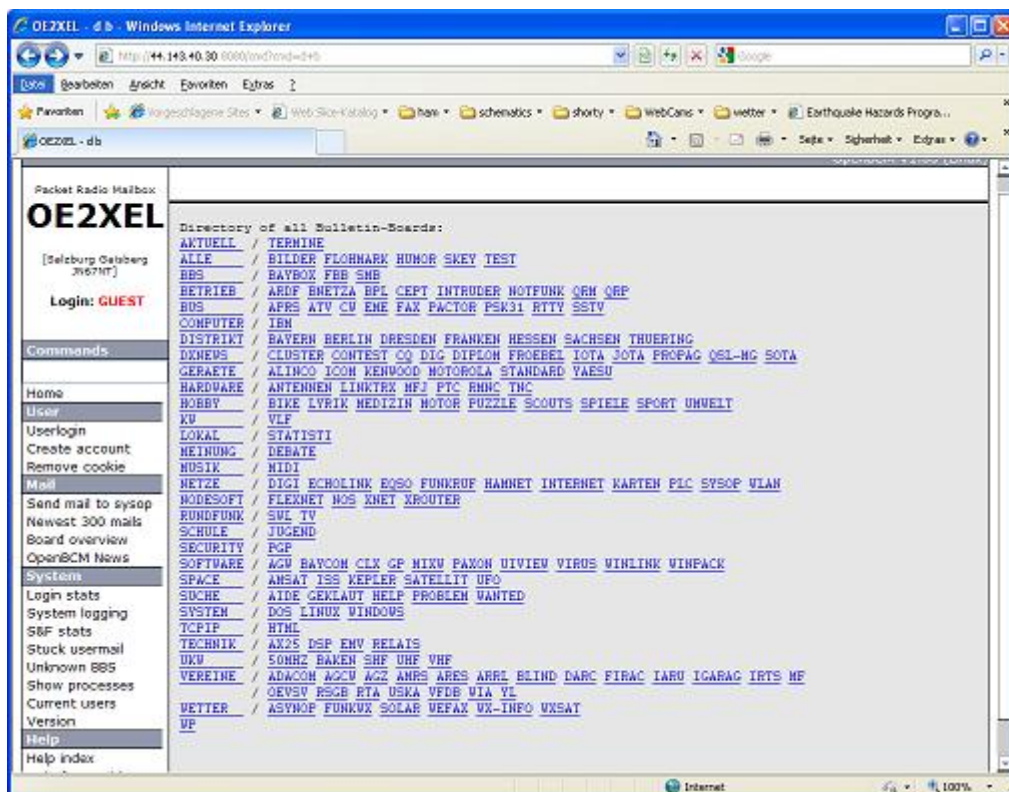 OE2XEL - d b - Windows Internet Explorer
http://44.143.40.30:8080/cmd?cmd=d+b
Google
Datei Bearbeiten Ansicht Favoriten Extras ?
Favoriten Vorgeschlagene Sites Web Slice-Katalog ham schematics shorty WebCams wetter Earthquake Hazards Progra...
OE2XEL - d b
Seite Sicherheit Extras
Packet Radio Mailbox
OE2XEL
[Salzburg Gaisberg
JN67NT]
Login: GUEST
Commands
Home
User
Userlogin
Create account
Remove cookie
Mail
Send mail to sysop
Newest 300 mails
Board overview
OpenBCM News
System
Login stats
System logging
S&F stats
Stuck usermail
Unknown BBS
Show processes
Current users
Version
Help
Help index
Directory of all Bulletin-Boards:
AKTUELL / TERMINE
ALLE / BILDER FLOHMARK HUMOR SKEY TEST
BBS / BAYBOX FBB SMB
BETRIEB / ARDF BNETZA BPL CEPT INTRUDER NOTFUNK QRM QRP
BUS / APRS ATV CW EME FAX PACTOR PSK31 RTTY SSTV
COMPUTER / IBM
DISTRIKT / BAYERN BERLIN DRESDEN FRANKEN HESSEN SACHSEN THUERING
DXNEWS / CLUSTER CONTEST CQ DIG DIPLOM FROEBEL IOTA JOTA PROPAG QSL-MG SOTA
GERAETE / ALINCO ICOM KENWOOD MOTOROLA STANDARD YAESU
HARDWARE / ANTENNEN LINKTRX MFJ PTC RMNC TNC
HOBBY / BIKE LYRIK MEDIZIN MOTOR PUZZLE SCOUTS SPIELE SPORT UMWELT
KW / VLF
LOKAL / STATISTI
MEINUNG / DEBATE
MUSIK / MIDI
NETZE / DIGI ECHOLINK EQSO FUNKRUF HAMNET INTERNET KARTEN PLC SYSOP WLAN
NODESOFT / FLEXNET NOS XNET XROUTER
RUNDFUNK / SWL TV
SCHULE / JUGEND
SECURITY / PGP
SOFTWARE / AGW BAYCOM CLX GP MIXW PAXON UIVIEW VIRUS WINLINK WINPACK
SPACE / AMSAT ISS KEPLER SATELLIT UFO
SUCHE / AIDE GEKLAUT HELP PROBLEM WANTED
SYSTEM / DOS LINUX WINDOWS
TCPIP / HTML
TECHNIK / AX25 DSP EMV RELAIS
UKW / 50MHZ BAKEN SHF UHF VHF
VEREINE / ADACOM AGCW AGZ AMRS ARES ARRL BLIND DARC FIRAC IARU IGARAG IRTS MF
/ OEVSV RSGB RTA USKA VFDB WIA YL
WETTER / ASYNOP FUNKWX SOLAR WEFAX WX-INFO WXSAT
WP
Internet
100%